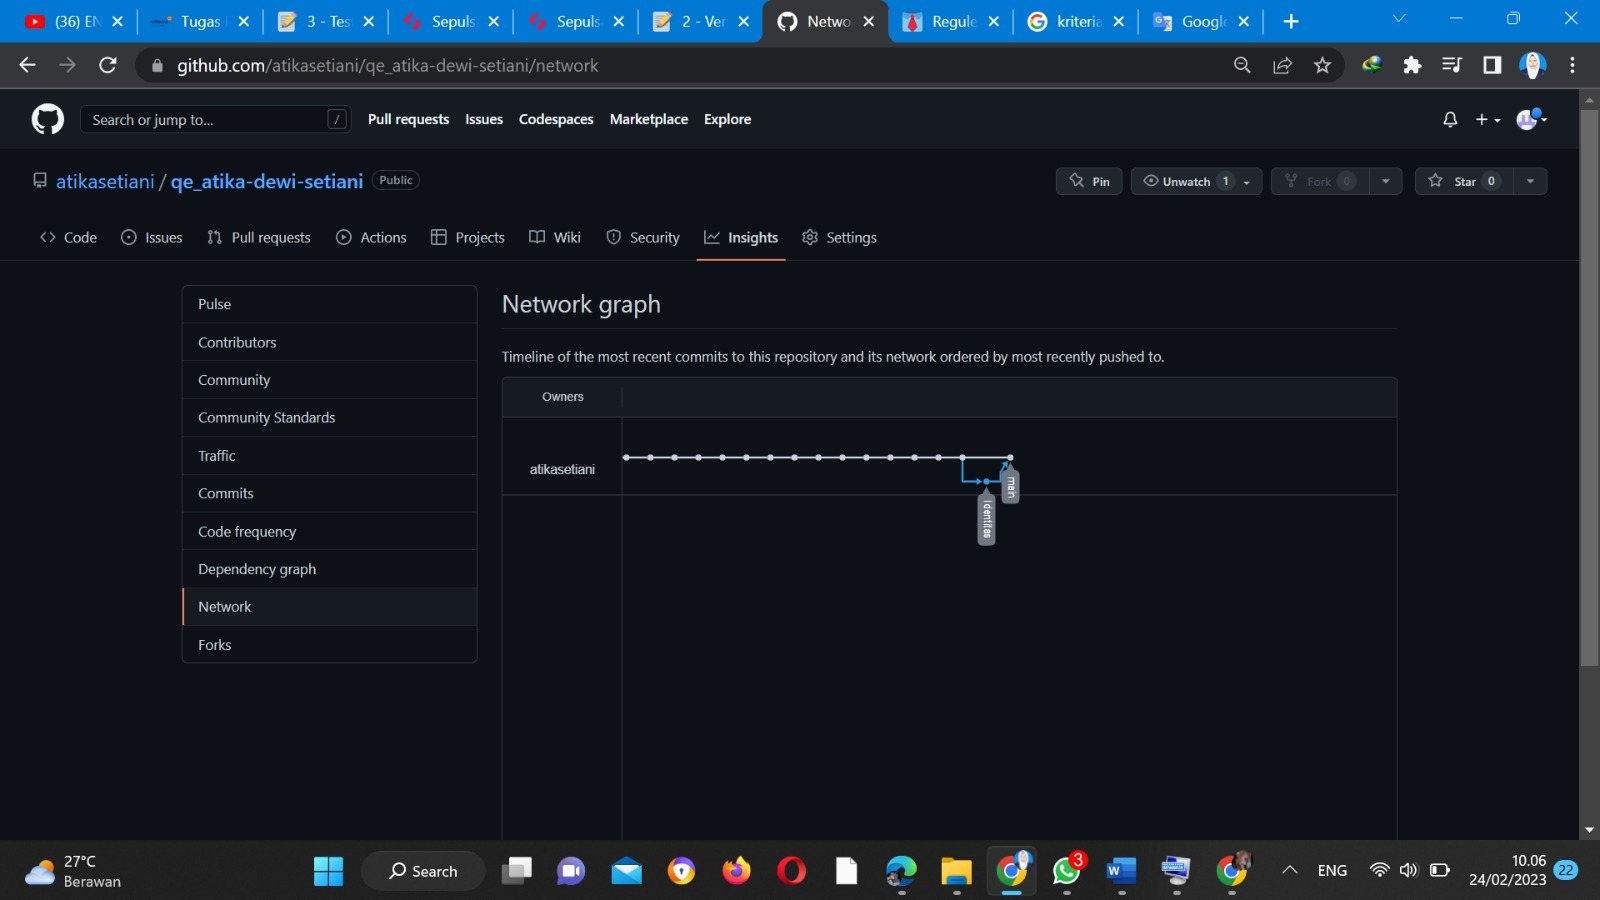 (36) EN
Tugas
3 - Tes
Sepuls
Sepuls
2 - Ver
Netwo
Regule
kriteria
Google
github.com/atikasetiani/qe_atika-dewi-setiani/network
Search or jump to...
/
Pull requests
Issues
Codespaces
Marketplace
Explore
atikasetiani / qe_atika-dewi-setiani
Public
Pin
Unwatch 1
Fork 0
Star 0
Code
Issues
Pull requests
Actions
Projects
Wiki
Security
Insights
Settings
Pulse
Contributors
Community
Community Standards
Traffic
Commits
Code frequency
Dependency graph
Network
Forks
Network graph
Timeline of the most recent commits to this repository and its network ordered by most recently pushed to.
Owners
atikasetiani
main
identitas
27°C
Berawan
Search
3
ENG
10.06
24/02/2023
22